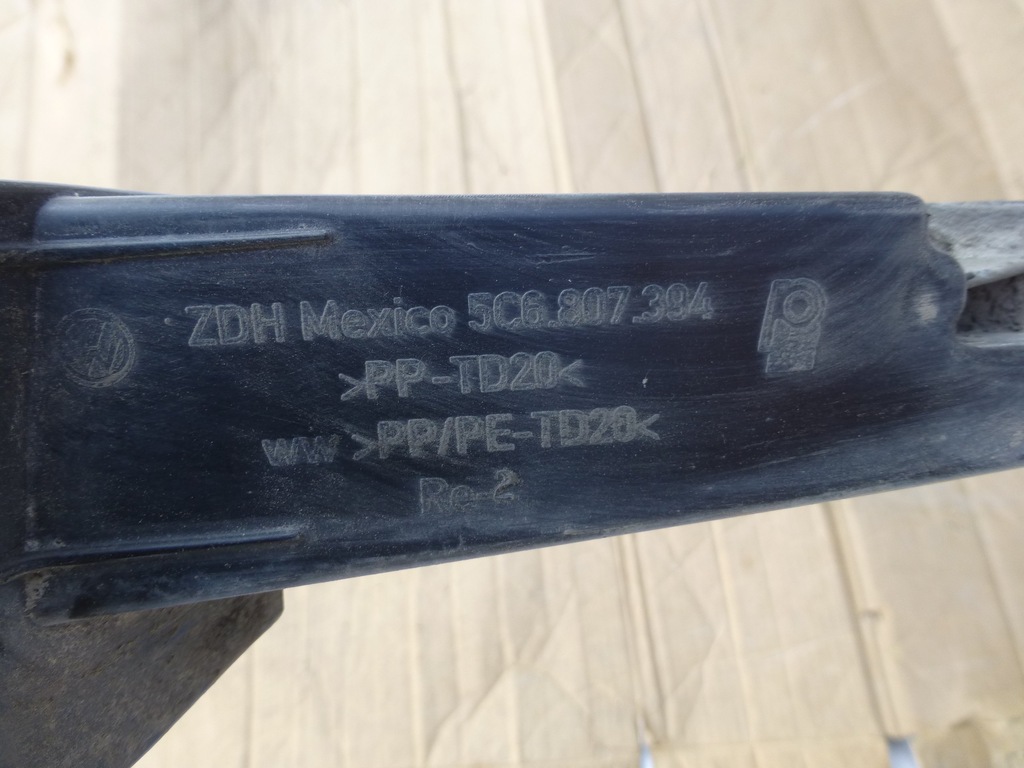 ZDH Mexico 5C6.807.394
>PP-TD20<
ww >PP/PE-TD20<
Re-2